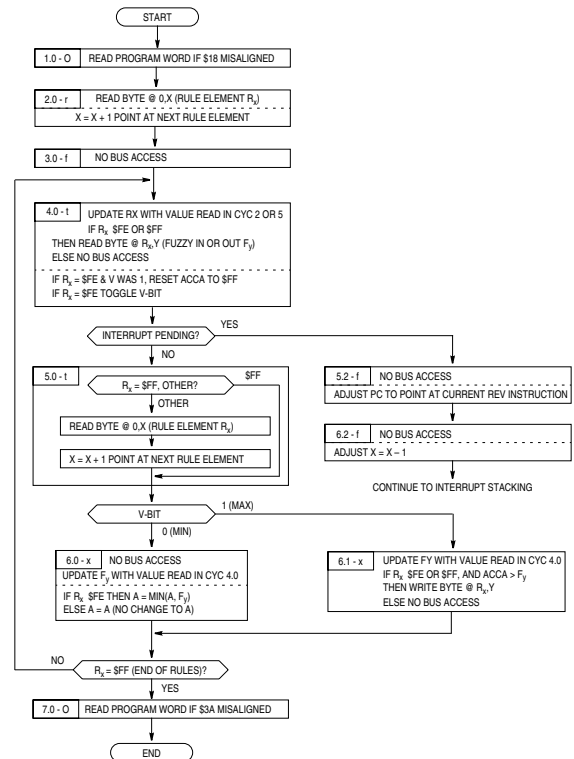 START
1.0 - O READ PROGRAM WORD IF $18 MISALIGNED
2.0 - r READ BYTE @ 0,X (RULE ELEMENT Rx)
X = X + 1 POINT AT NEXT RULE ELEMENT
3.0 - f NO BUS ACCESS
4.0 - t UPDATE RX WITH VALUE READ IN CYC 2 OR 5
IF Rx $FE OR $FF
THEN READ BYTE @ Rx,Y (FUZZY IN OR OUT Fy)
ELSE NO BUS ACCESS
IF Rx = $FE & V WAS 1, RESET ACCA TO $FF
IF Rx = $FE TOGGLE V-BIT
INTERRUPT PENDING?
YES
NO
5.0 - t
Rx = $FF, OTHER?
$FF
OTHER
READ BYTE @ 0,X (RULE ELEMENT Rx)
X = X + 1 POINT AT NEXT RULE ELEMENT
5.2 - f NO BUS ACCESS
ADJUST PC TO POINT AT CURRENT REV INSTRUCTION
6.2 - f NO BUS ACCESS
ADJUST X = X – 1
CONTINUE TO INTERRUPT STACKING
V-BIT
1 (MAX)
0 (MIN)
6.0 - x NO BUS ACCESS
UPDATE Fy WITH VALUE READ IN CYC 4.0
IF Rx $FE THEN A = MIN(A, Fy)
ELSE A = A (NO CHANGE TO A)
6.1 - x UPDATE FY WITH VALUE READ IN CYC 4.0
IF Rx $FE OR $FF, AND ACCA > Fy
THEN WRITE BYTE @ Rx,Y
ELSE NO BUS ACCESS
NO
Rx = $FF (END OF RULES)?
YES
7.0 - O READ PROGRAM WORD IF $3A MISALIGNED
END